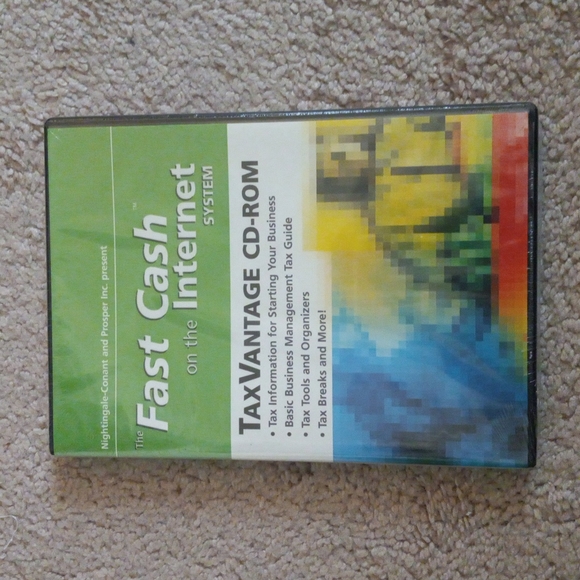 Nightingale-Conant and Prosper Inc. present
The Fast Cash™
on the Internet
SYSTEM
TAXVANTAGE CD-ROM
• Tax Information for Starting Your Business
• Basic Business Management Tax Guide
• Tax Tools and Organizers
• Tax Breaks and More!